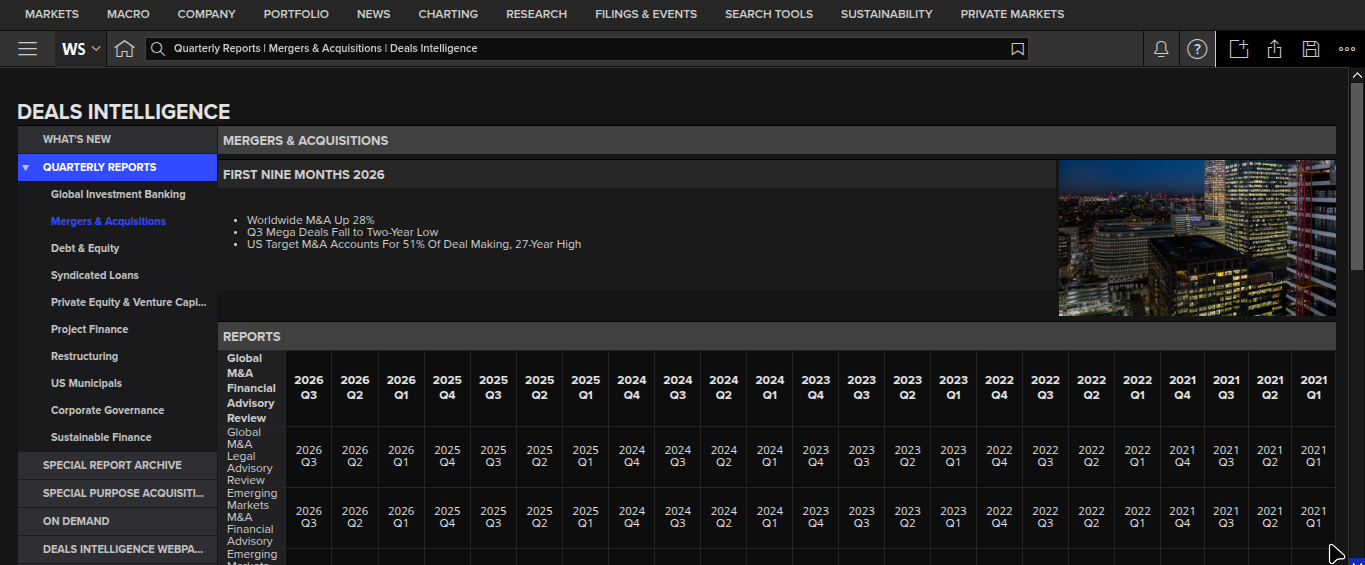 MARKETS MACRO COMPANY PORTFOLIO NEWS CHARTING RESEARCH FILINGS & EVENTS SEARCH TOOLS SUSTAINABILITY PRIVATE MARKETS
WS Quarterly Reports | Mergers & Acquisitions | Deals Intelligence
DEALS INTELLIGENCE
WHAT'S NEW
QUARTERLY REPORTS
Global Investment Banking
Mergers & Acquisitions
Debt & Equity
Syndicated Loans
Private Equity & Venture Capi...
Project Finance
Restructuring
US Municipals
Corporate Governance
Sustainable Finance
SPECIAL REPORT ARCHIVE
SPECIAL PURPOSE ACQUISITI...
ON DEMAND
DEALS INTELLIGENCE WEBPA...
MERGERS & ACQUISITIONS
FIRST NINE MONTHS 2026
• Worldwide M&A Up 28%
• Q3 Mega Deals Fall to Two-Year Low
• US Target M&A Accounts For 51% Of Deal Making, 27-Year High
REPORTS
Global
M&A
Financial
Advisory
Review
2026 2026 2026 2025 2025 2025 2025 2024 2024 2024 2024 2023 2023 2023 2023 2022 2022 2022 2022 2021 2021 2021 2021
Q3 Q2 Q1 Q4 Q3 Q2 Q1 Q4 Q3 Q2 Q1 Q4 Q3 Q2 Q1 Q4 Q3 Q2 Q1 Q4 Q3 Q2 Q1
Global
M&A
Legal
Advisory
Review
2026 2026 2026 2025 2025 2025 2025 2024 2024 2024 2024 2023 2023 2023 2023 2022 2022 2022 2022 2021 2021 2021 2021
Q3 Q2 Q1 Q4 Q3 Q2 Q1 Q4 Q3 Q2 Q1 Q4 Q3 Q2 Q1 Q4 Q3 Q2 Q1 Q4 Q3 Q2 Q1
Emerging
Markets
M&A
Financial
Advisory
2026 2026 2026 2025 2025 2025 2025 2024 2024 2024 2024 2023 2023 2023 2023 2022 2022 2022 2022 2021 2021 2021 2021
Q3 Q2 Q1 Q4 Q3 Q2 Q1 Q4 Q3 Q2 Q1 Q4 Q3 Q2 Q1 Q4 Q3 Q2 Q1 Q4 Q3 Q2 Q1
Emerging